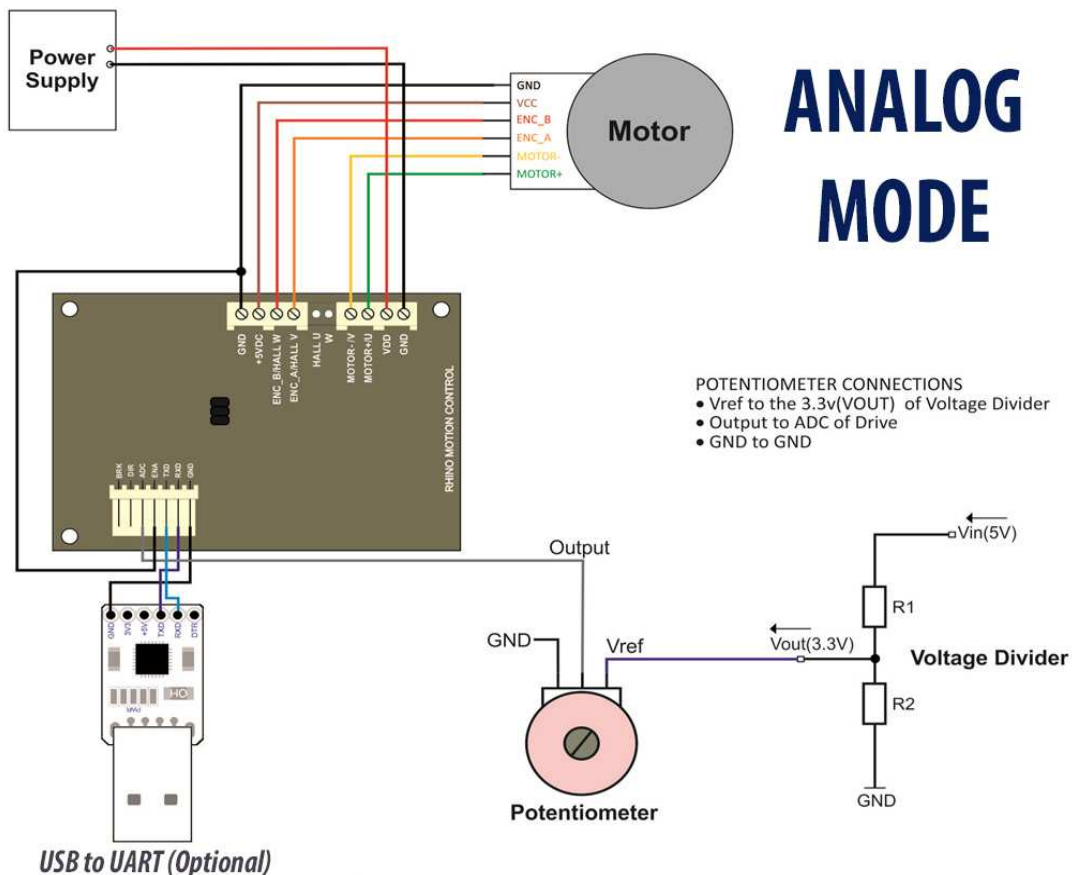 Power
Supply
GND
VCC
ENC_B
ENC_A
MOTOR-
MOTOR+
Motor
ANALOG
MODE
GND
+5VDC
ENC_B/HALL W
ENC_A/HALL V
HALL U
W
MOTOR-/V
MOTOR+/U
VDD
GND
RHINO MOTION CONTROL
BRK
DIR
ADC
ENA
TXD
RXD
GND
POTENTIOMETER CONNECTIONS
• Vref to the 3.3v(VOUT) of Voltage Divider
• Output to ADC of Drive
• GND to GND
Output
Vin(5V)
R1
GND
Vref
Vout(3.3V)
Voltage Divider
R2
GND
Potentiometer
GND
3V3
+5V
TXD
RXD
DTR
HO
PWR
USB to UART (Optional)